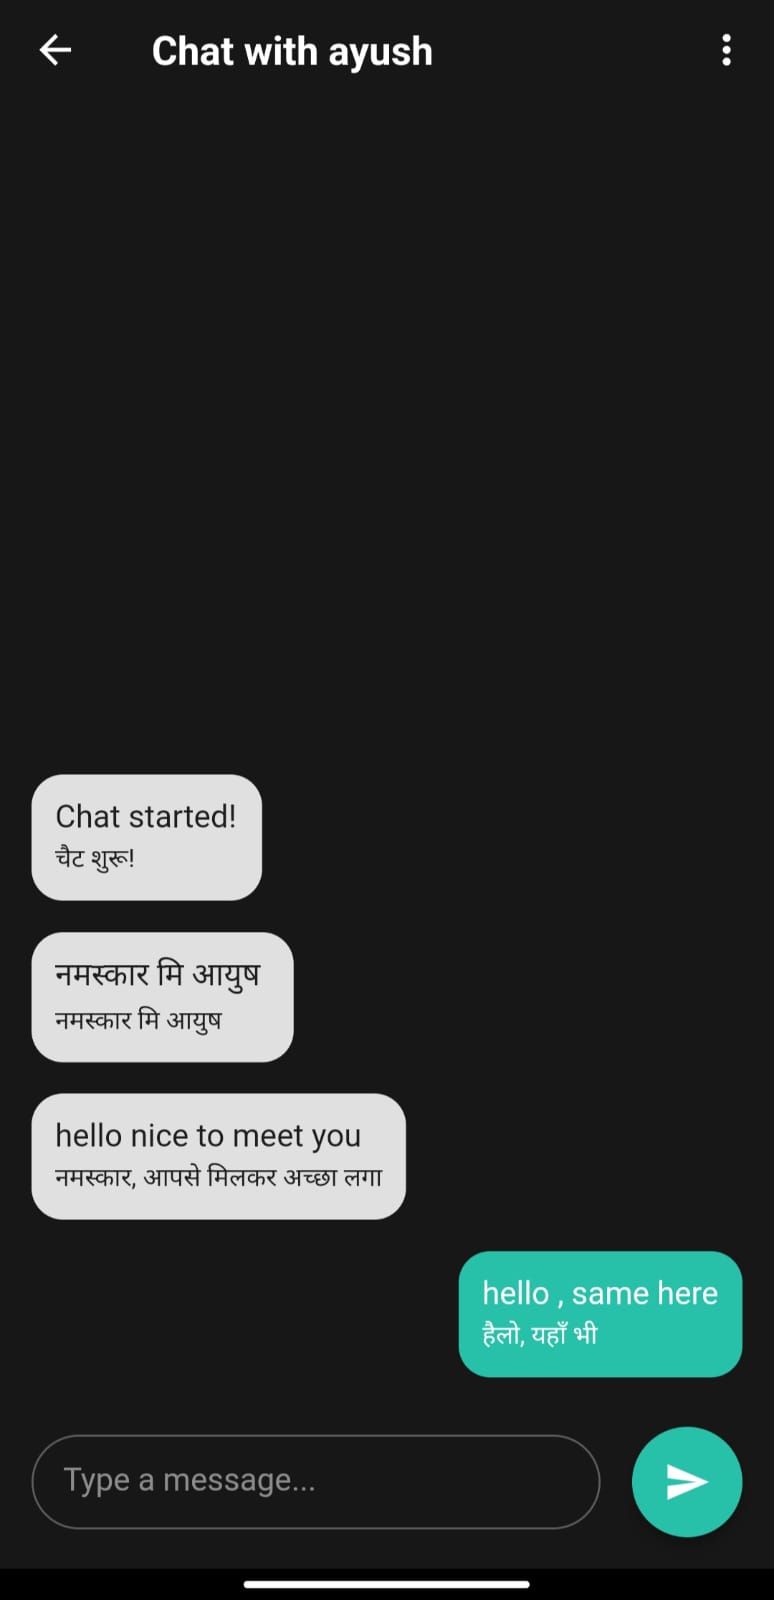 Chat with ayush
Chat started!
चैट शुरू!
नमस्कार मि आयुष
नमस्कार मि आयुष
hello nice to meet you
नमस्कार, आपसे मिलकर अच्छा लगा
hello , same here
हैलो, यहाँ भी
Type a message...